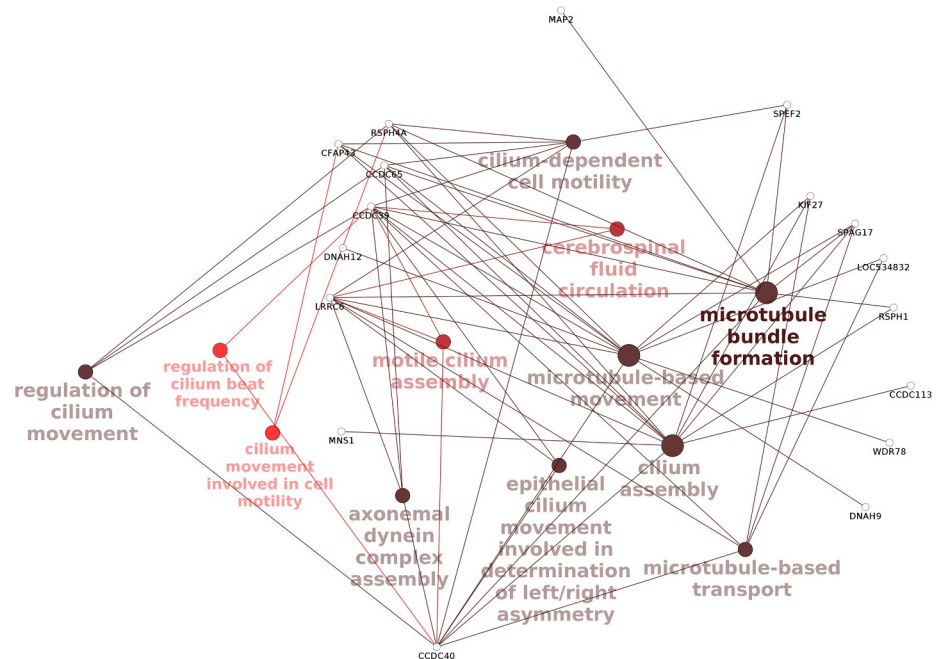 MAP2
SPEF2
RSPH4A
CFAP43
cilium-dependent
cell motility
CCDC65
KIF27
CCDC39
SPAG17
DNAH12
cerebrospinal
fluid
circulation
LOC534832
LRRC6
RSPH1
microtubule
bundle
formation
regulation of
cilium beat
frequency
motile cilium
assembly
microtubule-based
movement
regulation of
cilium
movement
CCDC113
MNS1
WDR78
cilium
movement
involved in cell
motility
cilium
assembly
epithelial
cilium
movement
involved in
determination
of left/right
asymmetry
axonemal
dynein
complex
assembly
DNAH9
microtubule-based
transport
CCDC40